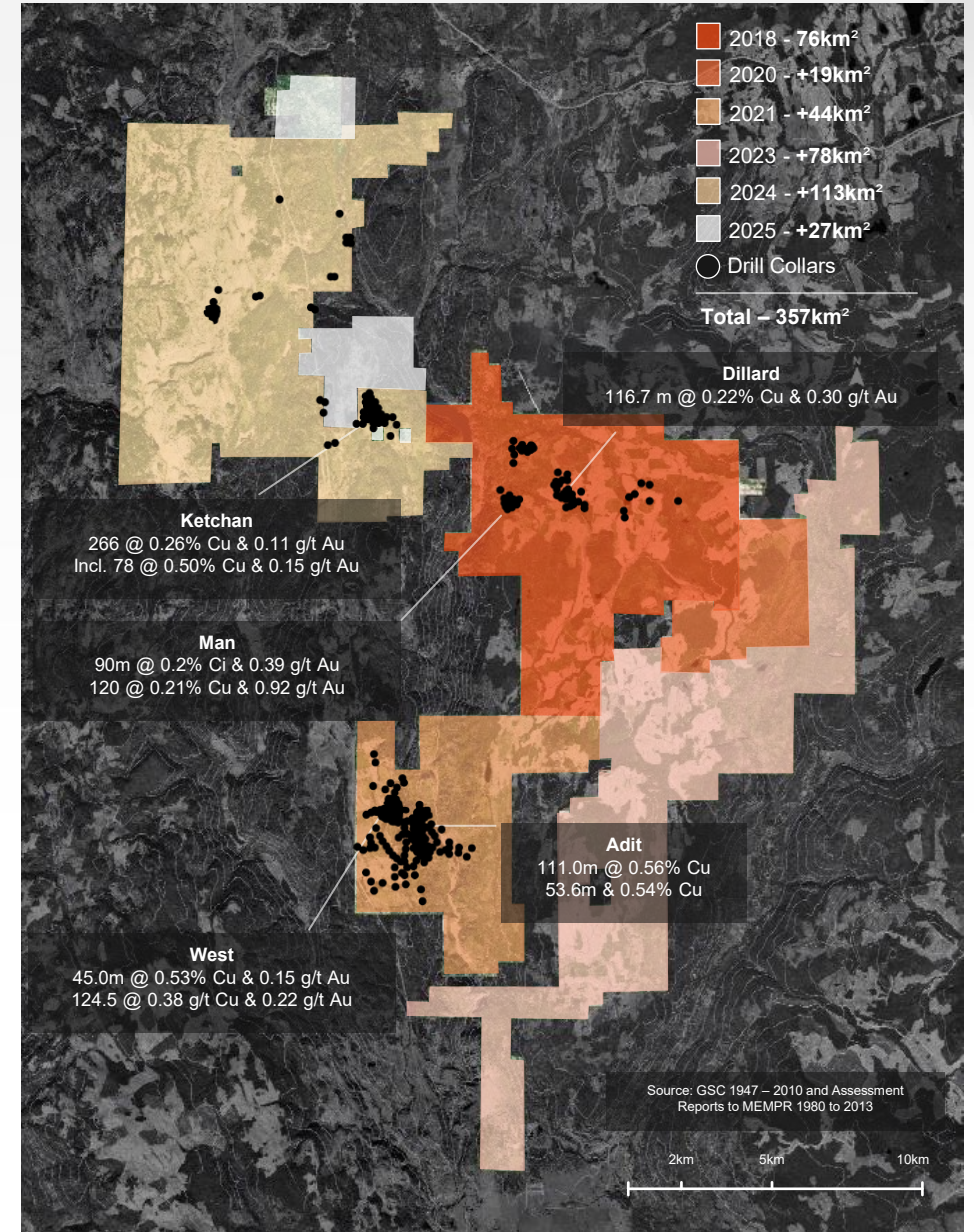 2018 - 76km²
2020 - +19km²
2021 - +44km²
2023 - +78km²
2024 - +113km²
2025 - +27km²
Drill Collars
Total – 357km²
Dillard
116.7 m @ 0.22% Cu & 0.30 g/t Au
Ketchan
266 @ 0.26% Cu & 0.11 g/t Au
Incl. 78 @ 0.50% Cu & 0.15 g/t Au
Man
90m @ 0.2% Ci & 0.39 g/t Au
120 @ 0.21% Cu & 0.92 g/t Au
Adit
111.0m @ 0.56% Cu
53.6m & 0.54% Cu
West
45.0m @ 0.53% Cu & 0.15 g/t Au
124.5 @ 0.38 g/t Cu & 0.22 g/t Au
Source: GSC 1947 – 2010 and Assessment
Reports to MEMPR 1980 to 2013
2km 5km 10km